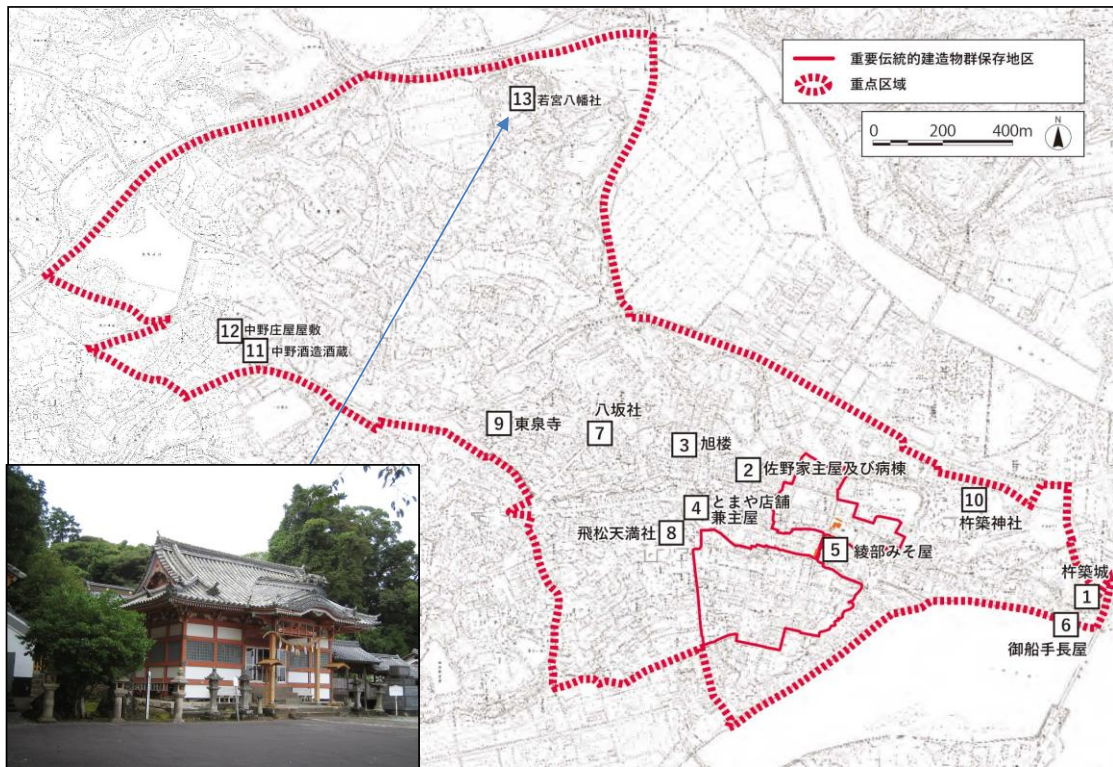 重要伝統的建造物群保存地区
重点区域
0 200 400m
N
13 若宮八幡社
12 中野庄屋屋敷
11 中野酒造酒蔵
9 東泉寺
八坂社
7
3 旭楼
2 佐野家主屋及び病棟
4 とまや店舗
兼主屋
飛松天満社 8
5 綾部みそ屋
10
杵築神社
杵築城
1
6
御船手長屋